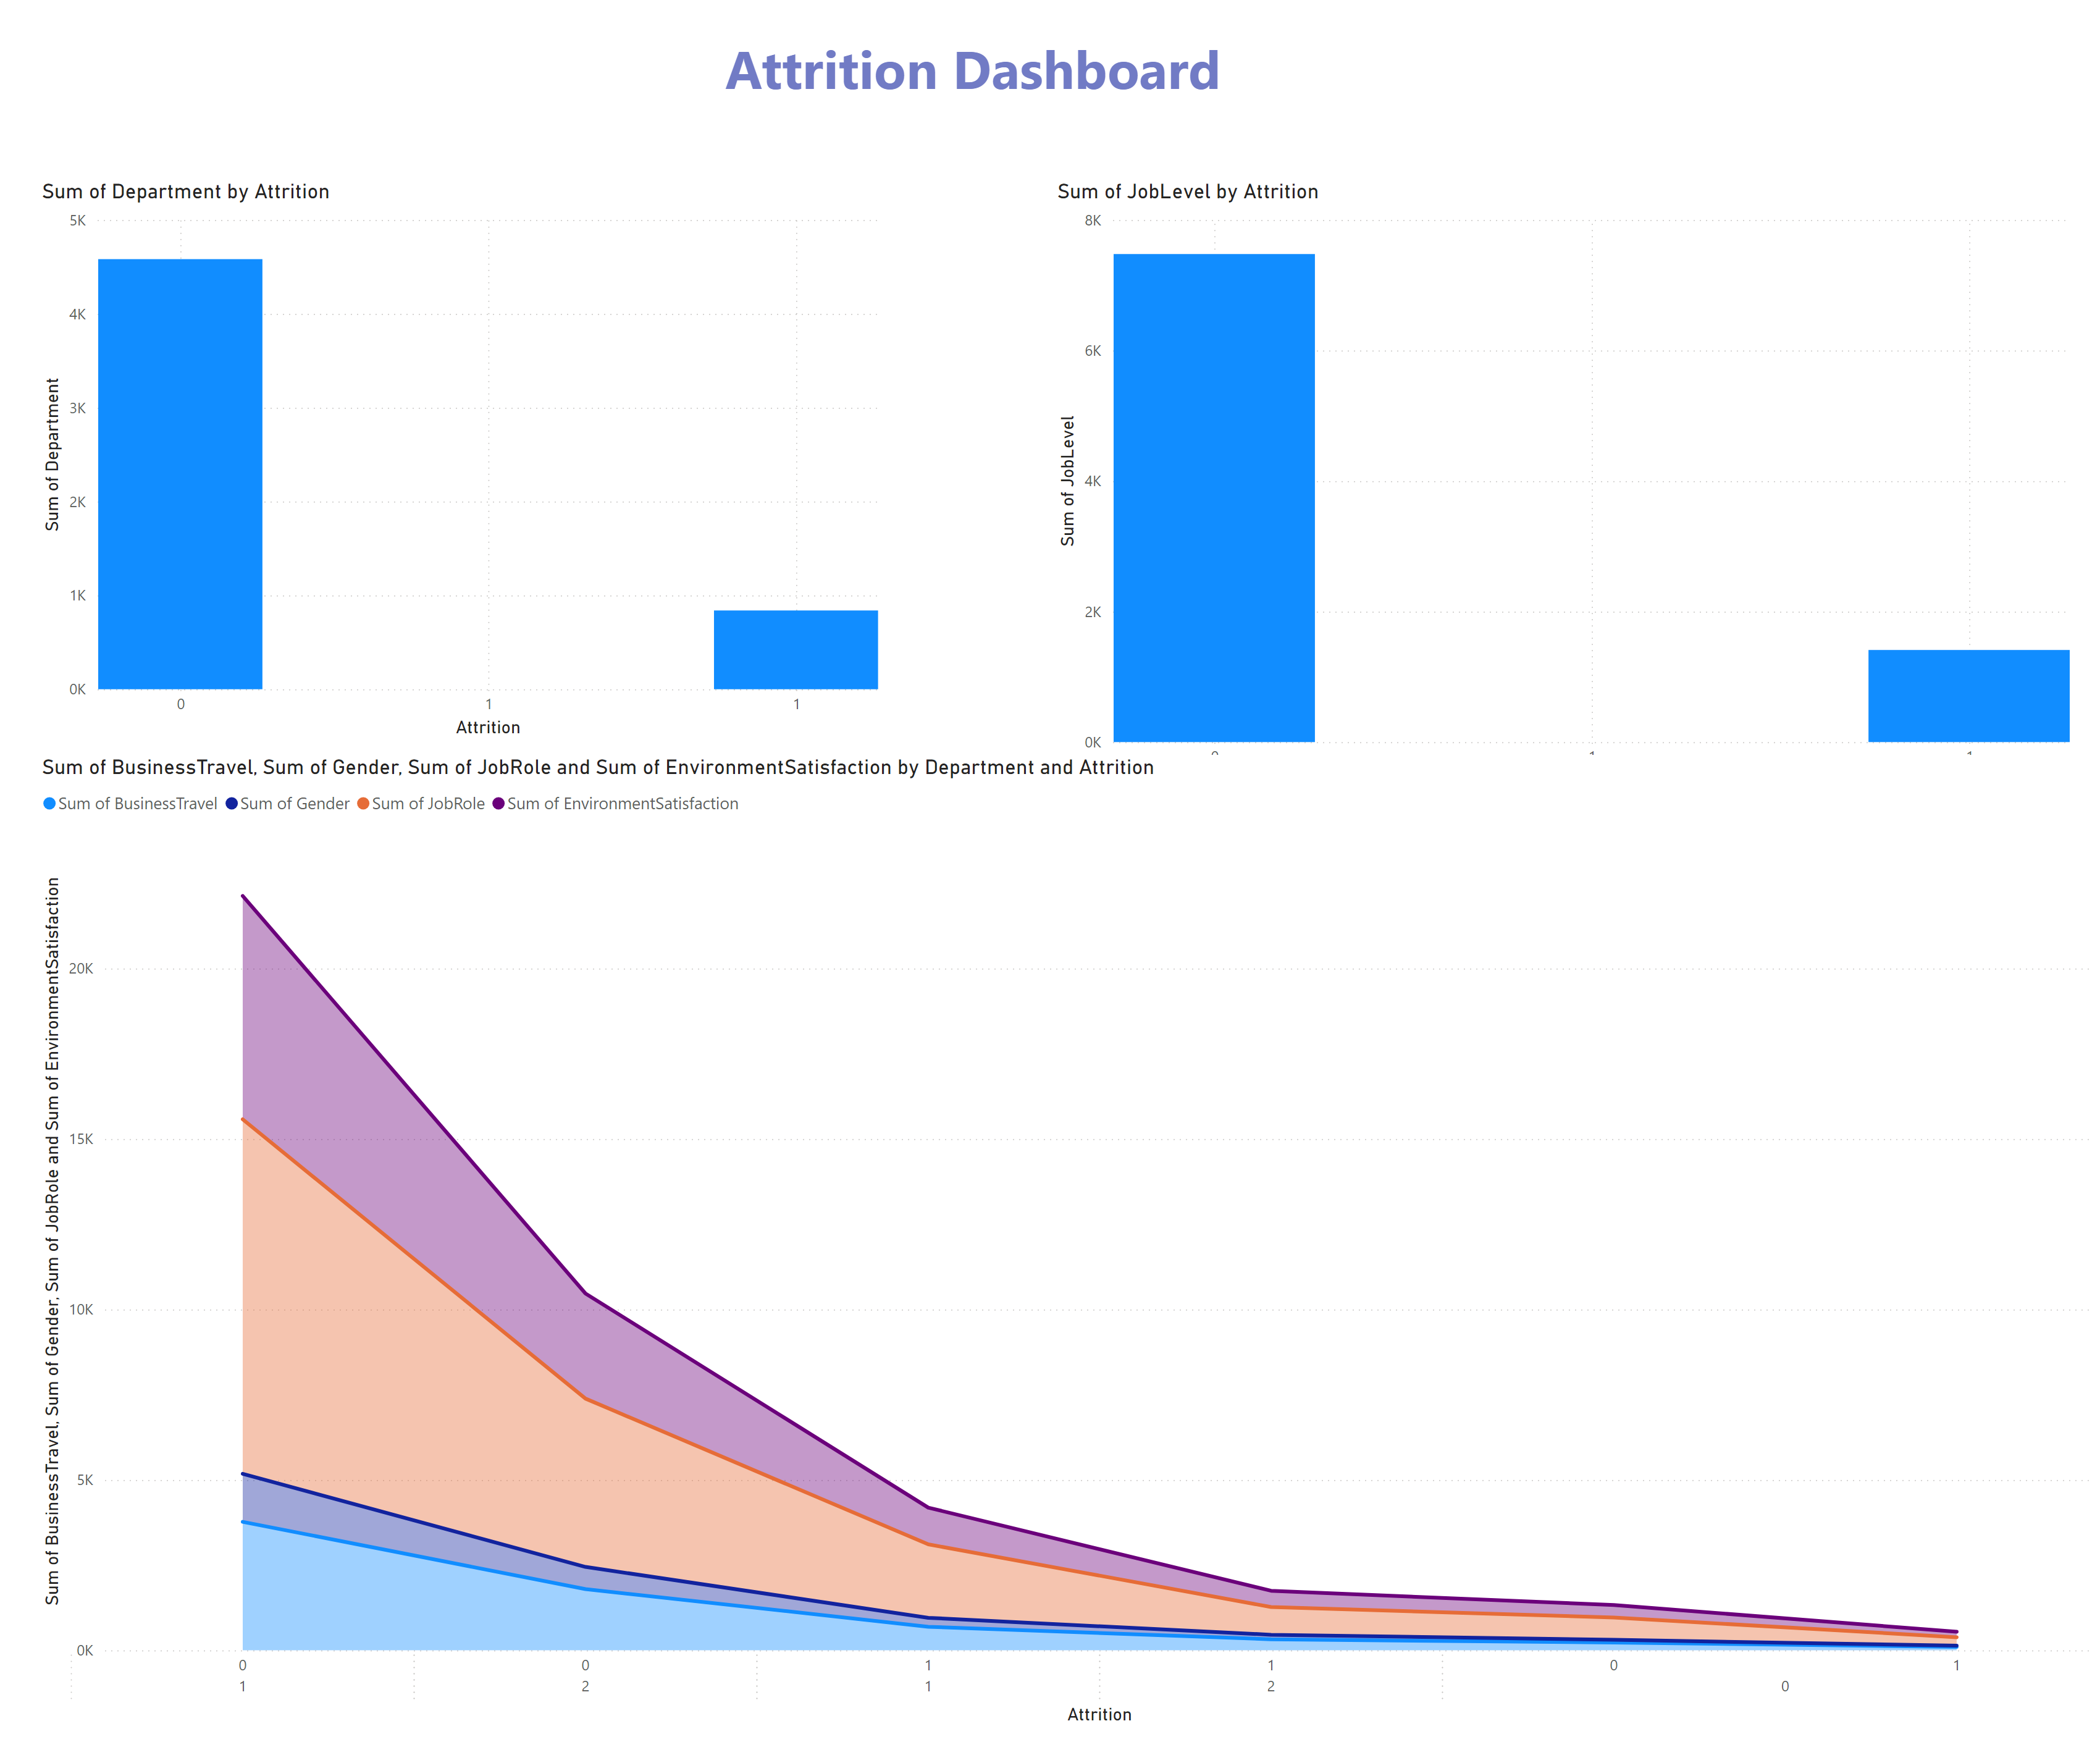 Attrition Dashboard
Sum of Department by Attrition
5K
4K
3K
2K
1K
0K
Sum of Department
0 1 1
Attrition
Sum of JobLevel by Attrition
8K
6K
4K
2K
0K
Sum of JobLevel
Sum of BusinessTravel, Sum of Gender, Sum of JobRole and Sum of EnvironmentSatisfaction by Department and Attrition
Sum of BusinessTravel Sum of Gender Sum of JobRole Sum of EnvironmentSatisfaction
Sum of BusinessTravel, Sum of Gender, Sum of JobRole and Sum of EnvironmentSatisfaction
20K
15K
10K
5K
0K
0 0 1 1 0 1
1 2 1 2 0
Attrition